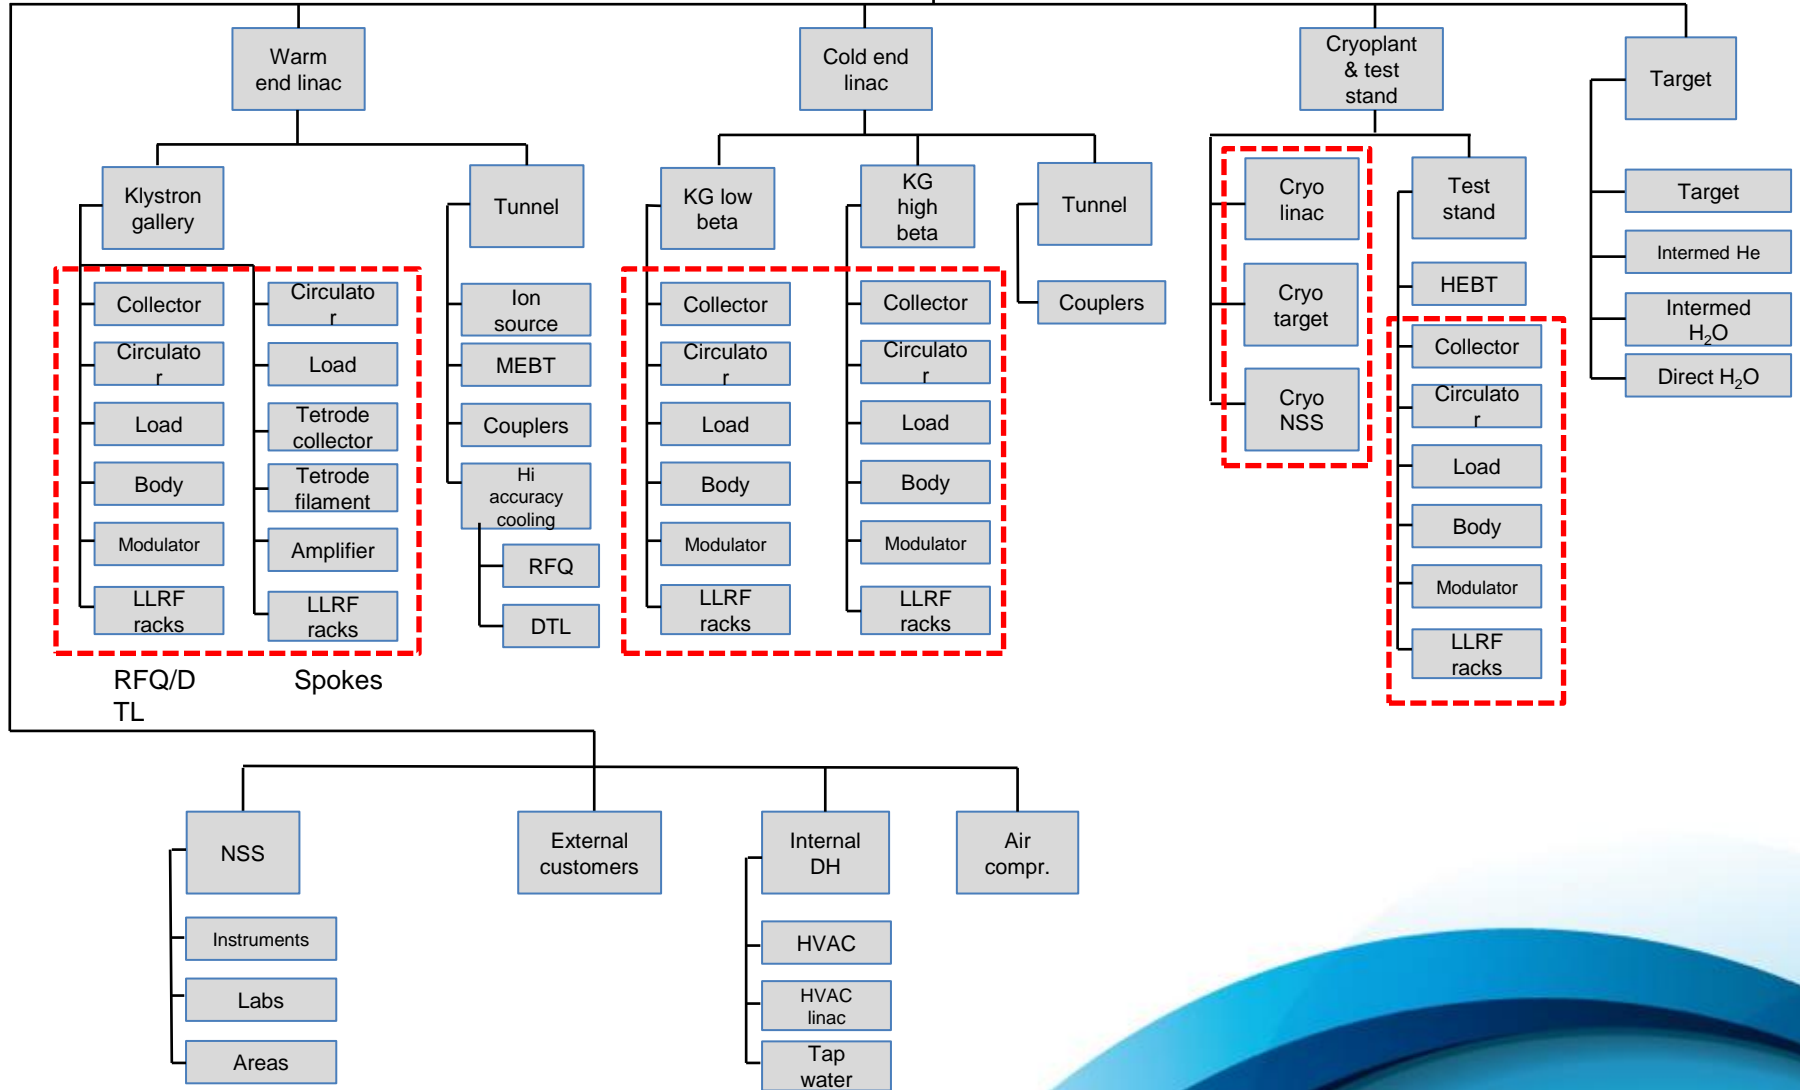 Warm
end linac
Cold end
linac
Cryoplant
& test
stand
Target
Klystron
gallery
Tunnel
KG low
beta
KG
high
beta
Tunnel
Cryo
linac
Test
stand
Target
Collector
Circulato
r
Load
Body
Modulator
LLRF
racks
Circulato
r
Load
Tetrode
collector
Tetrode
filament
Amplifier
LLRF
racks
RFQ/D
TL
Spokes
Ion
source
MEBT
Couplers
Hi
accuracy
cooling
RFQ
DTL
Collector
Circulato
r
Load
Body
Modulator
LLRF
racks
Collector
Circulato
r
Load
Body
Modulator
LLRF
racks
Couplers
Cryo
target
Cryo
NSS
HEBT
Collector
Circulato
r
Load
Body
Modulator
LLRF
racks
Intermed He
Intermed
H₂O
Direct H₂O
NSS
Instruments
Labs
Areas
External
customers
Internal
DH
HVAC
HVAC
linac
Tap
water
Air
compr.